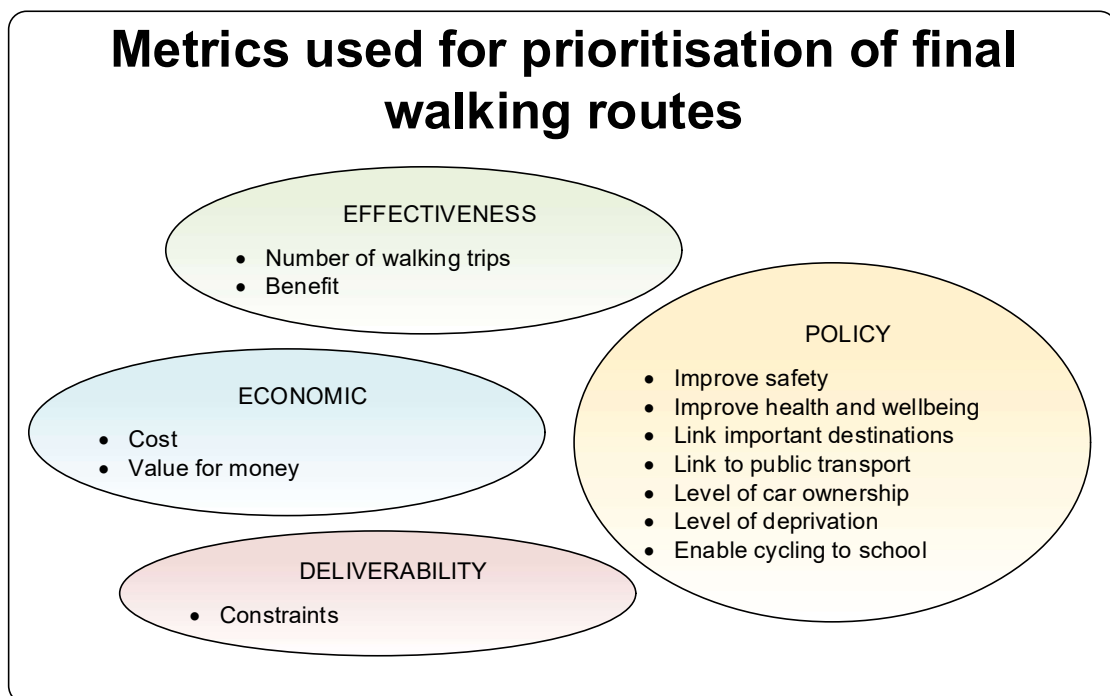 Metrics used for prioritisation of final
walking routes
EFFECTIVENESS
• Number of walking trips
• Benefit
ECONOMIC
• Cost
• Value for money
DELIVERABILITY
• Constraints
POLICY
• Improve safety
• Improve health and wellbeing
• Link important destinations
• Link to public transport
• Level of car ownership
• Level of deprivation
• Enable cycling to school